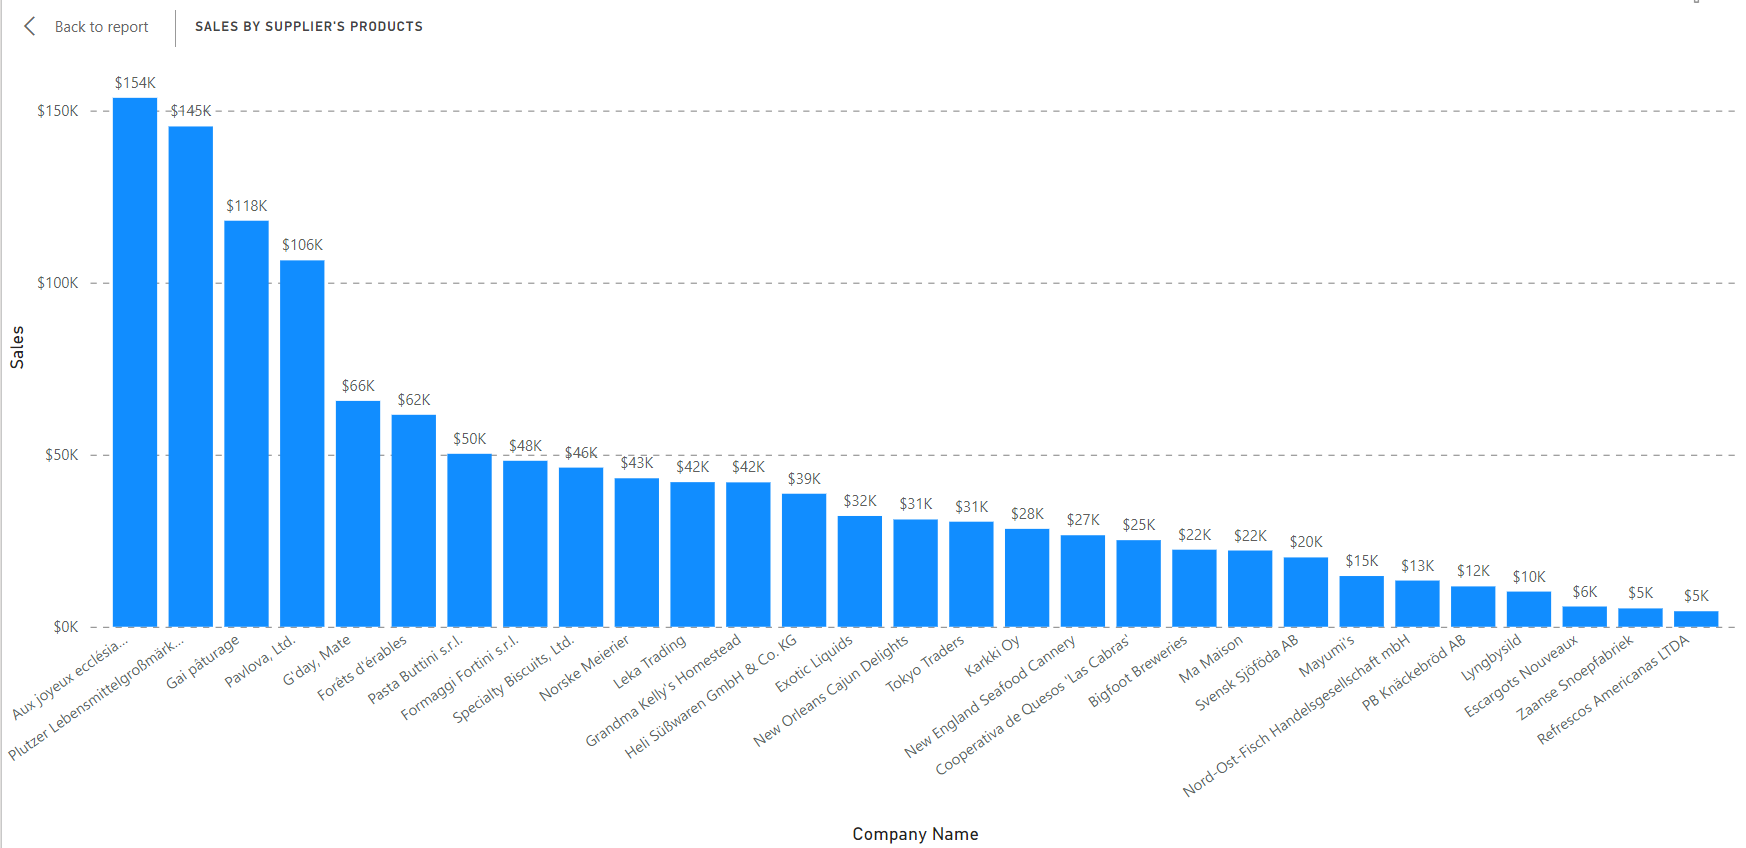 Back to report
SALES BY SUPPLIER'S PRODUCTS
$154K
$145K
$118K
$106K
$66K
$62K
$50K
$48K
$46K
$43K
$42K
$42K
$39K
$32K
$31K
$31K
$28K
$27K
$25K
$22K
$22K
$20K
$15K
$13K
$12K
$10K
$6K
$5K
$5K
$150K
$100K
$50K
$0K
Sales
Aux joyeux ecclésia...
Plutzer Lebensmittelgroßmärk...
Gai pâturage
Pavlova, Ltd.
G'day, Mate
Forêts d'érables
Pasta Buttini s.r.l.
Formaggi Fortini s.r.l.
Specialty Biscuits, Ltd.
Norske Meierier
Leka Trading
Grandma Kelly's Homestead
Heli Süßwaren GmbH & Co. KG
Exotic Liquids
New Orleans Cajun Delights
Tokyo Traders
Karkki Oy
New England Seafood Cannery
Cooperativa de Quesos 'Las Cabras'
Bigfoot Breweries
Ma Maison
Svensk Sjöföda AB
Mayumi's
Nord-Ost-Fisch Handelsgesellschaft mbH
PB Knäckebröd AB
Lyngbysild
Escargots Nouveaux
Zaanse Snoepfabriek
Refrescos Americanas LTDA
Company Name